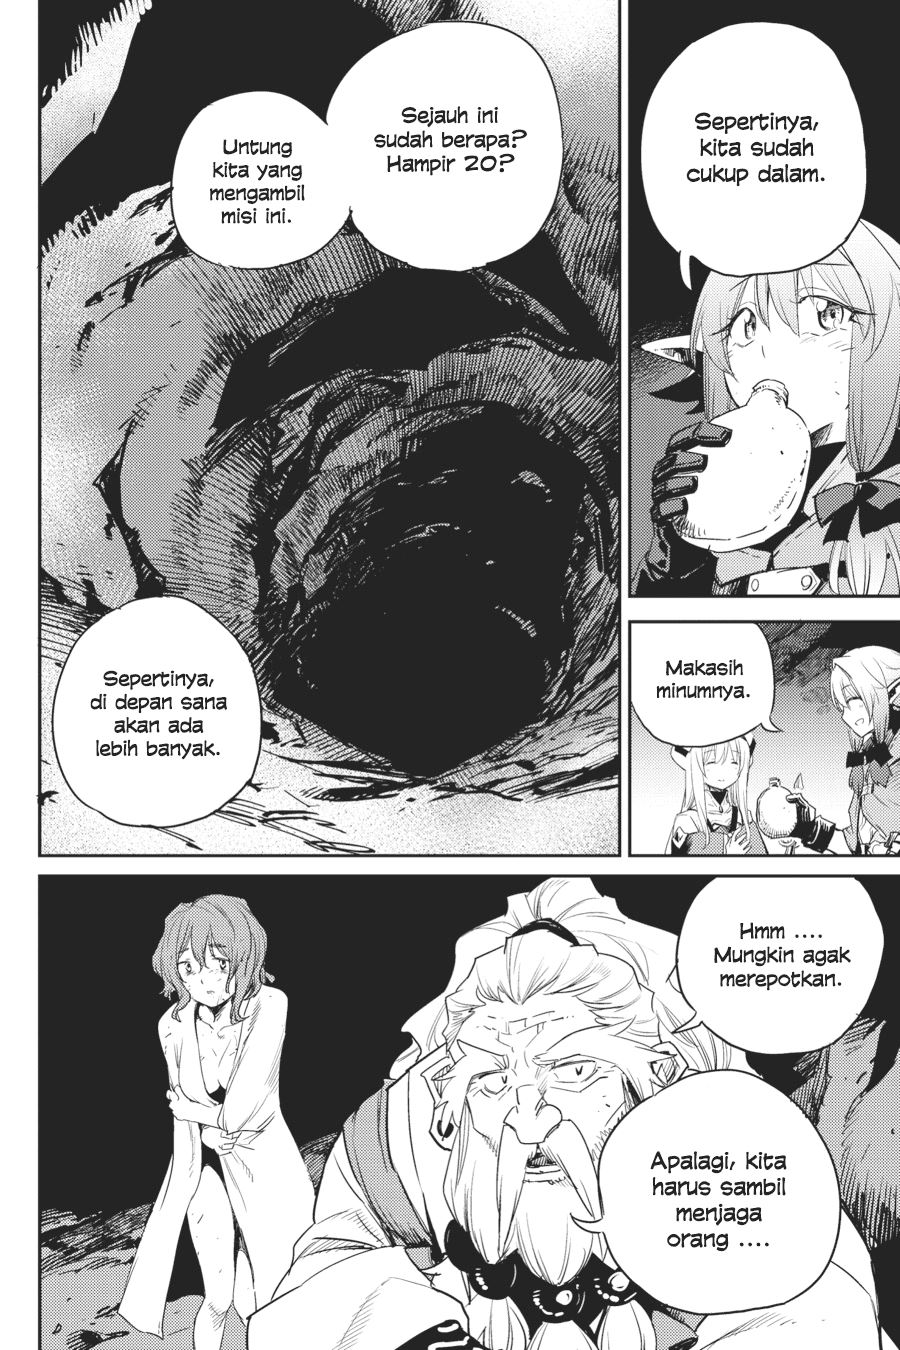 Sepertinya,
kita sudah
cukup dalam.
Sejauh ini
sudah berapa?
Hampir 20?
Untung
kita yang
mengambil
misi ini.
Sepertinya,
di depan sana
akan ada
lebih banyak.
Makasih
minumnya.
Hmm ....
Mungkin agak
merepotkan.
Apalagi, kita
harus sambil
menjaga
orang ....